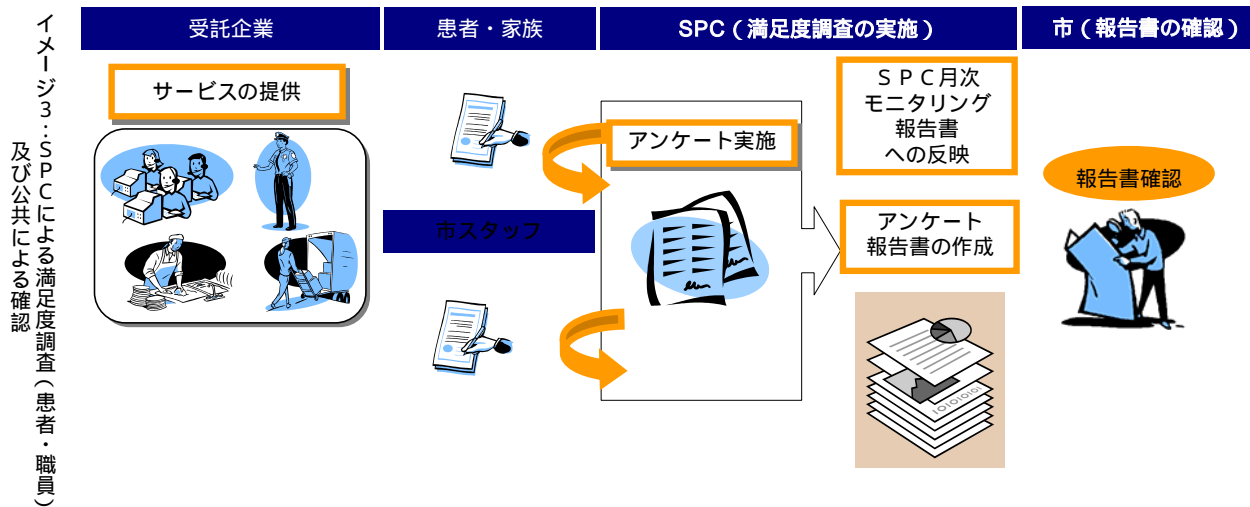 イメージ3:SPCによる満足度調査(患者・職員)
及び公共による確認
受託企業
患者・家族
SPC(満足度調査の実施)
市(報告書の確認)
サービスの提供
アンケート実施
SPC月次
モニタリング
報告書
への反映
報告書確認
市スタッフ
アンケート
報告書の作成
01010101